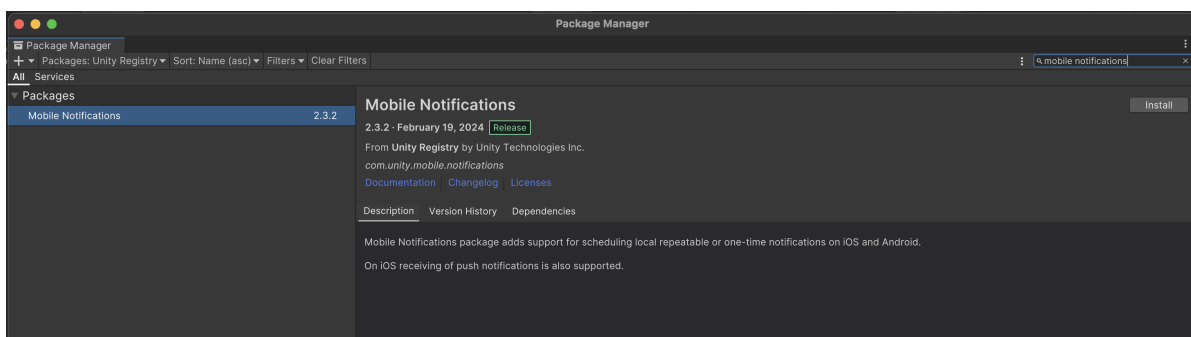 Package Manager
Package Manager
Packages: Unity Registry Sort: Name (asc) Filters Clear Filters mobile notifications
All Services
Packages
Mobile Notifications 2.3.2
Mobile Notifications Install
2.3.2 · February 19, 2024 Release
From Unity Registry by Unity Technologies Inc.
com.unity.mobile.notifications
Documentation Changelog Licenses
Description Version History Dependencies
Mobile Notifications package adds support for scheduling local repeatable or one-time notifications on iOS and Android.
On iOS receiving of push notifications is also supported.